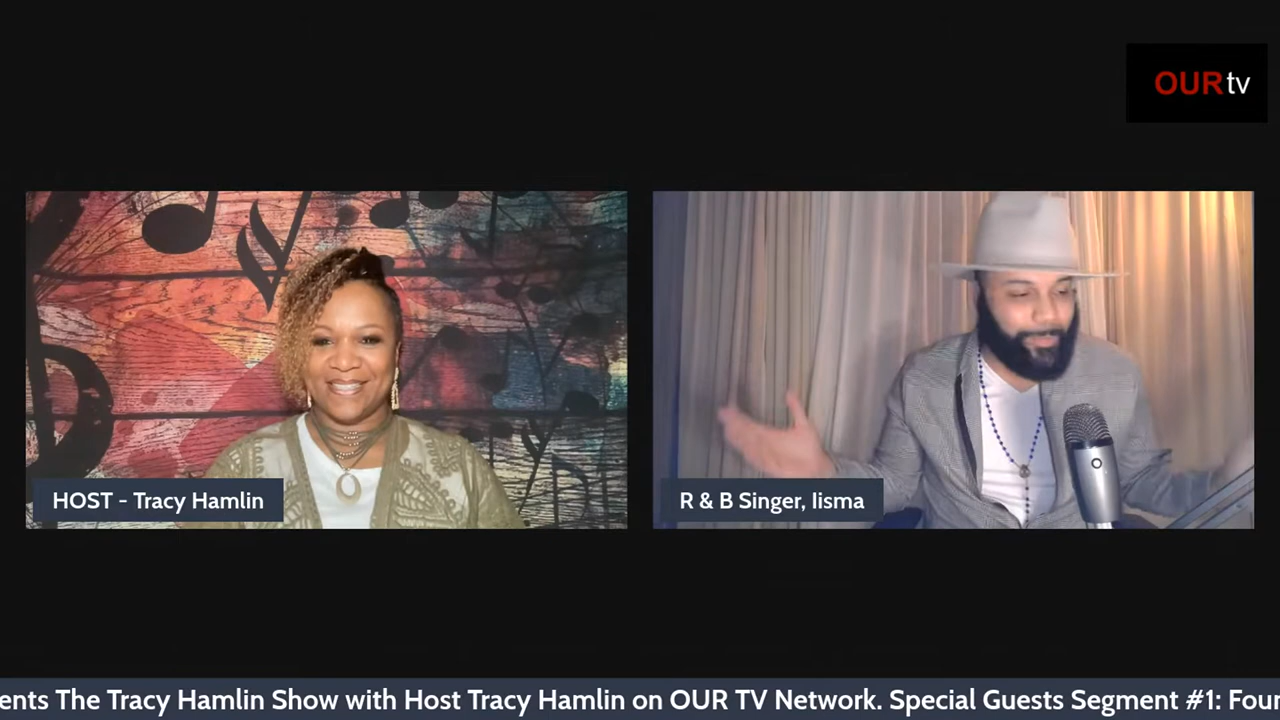 OURtv
HOST - Tracy Hamlin
R & B Singer, Iisma
ents The Tracy Hamlin Show with Host Tracy Hamlin on OUR TV Network. Special Guests Segment #1: Four